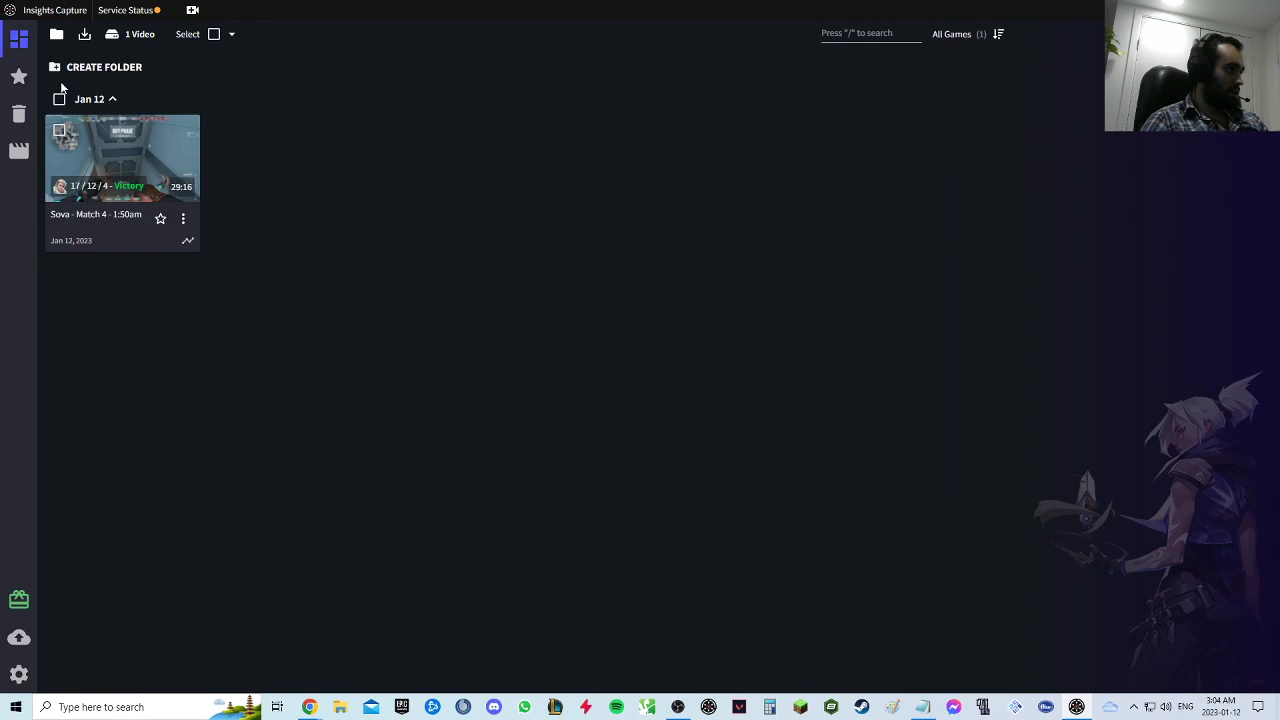 Insights Capture
Service Status
1 Video
Select
Press "/" to search
All Games (1)
CREATE FOLDER
Jan 12
BUY PHASE
17 / 12 / 4 - Victory
29:16
Sova - Match 4 - 1:50am
Jan 12, 2023
Type here to search
EPIC
ENG
3:04 AM
2023-01-12